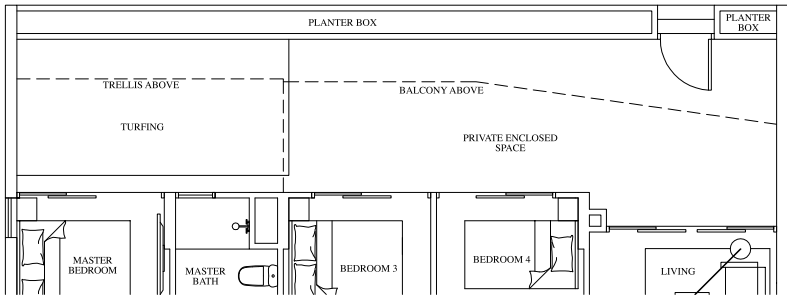 PLANTER BOX
PLANTER
BOX
TRELLIS ABOVE
BALCONY ABOVE
TURFING
PRIVATE ENCLOSED
SPACE
MASTER
BEDROOM
MASTER
BATH
BEDROOM 3
BEDROOM 4
LIVING